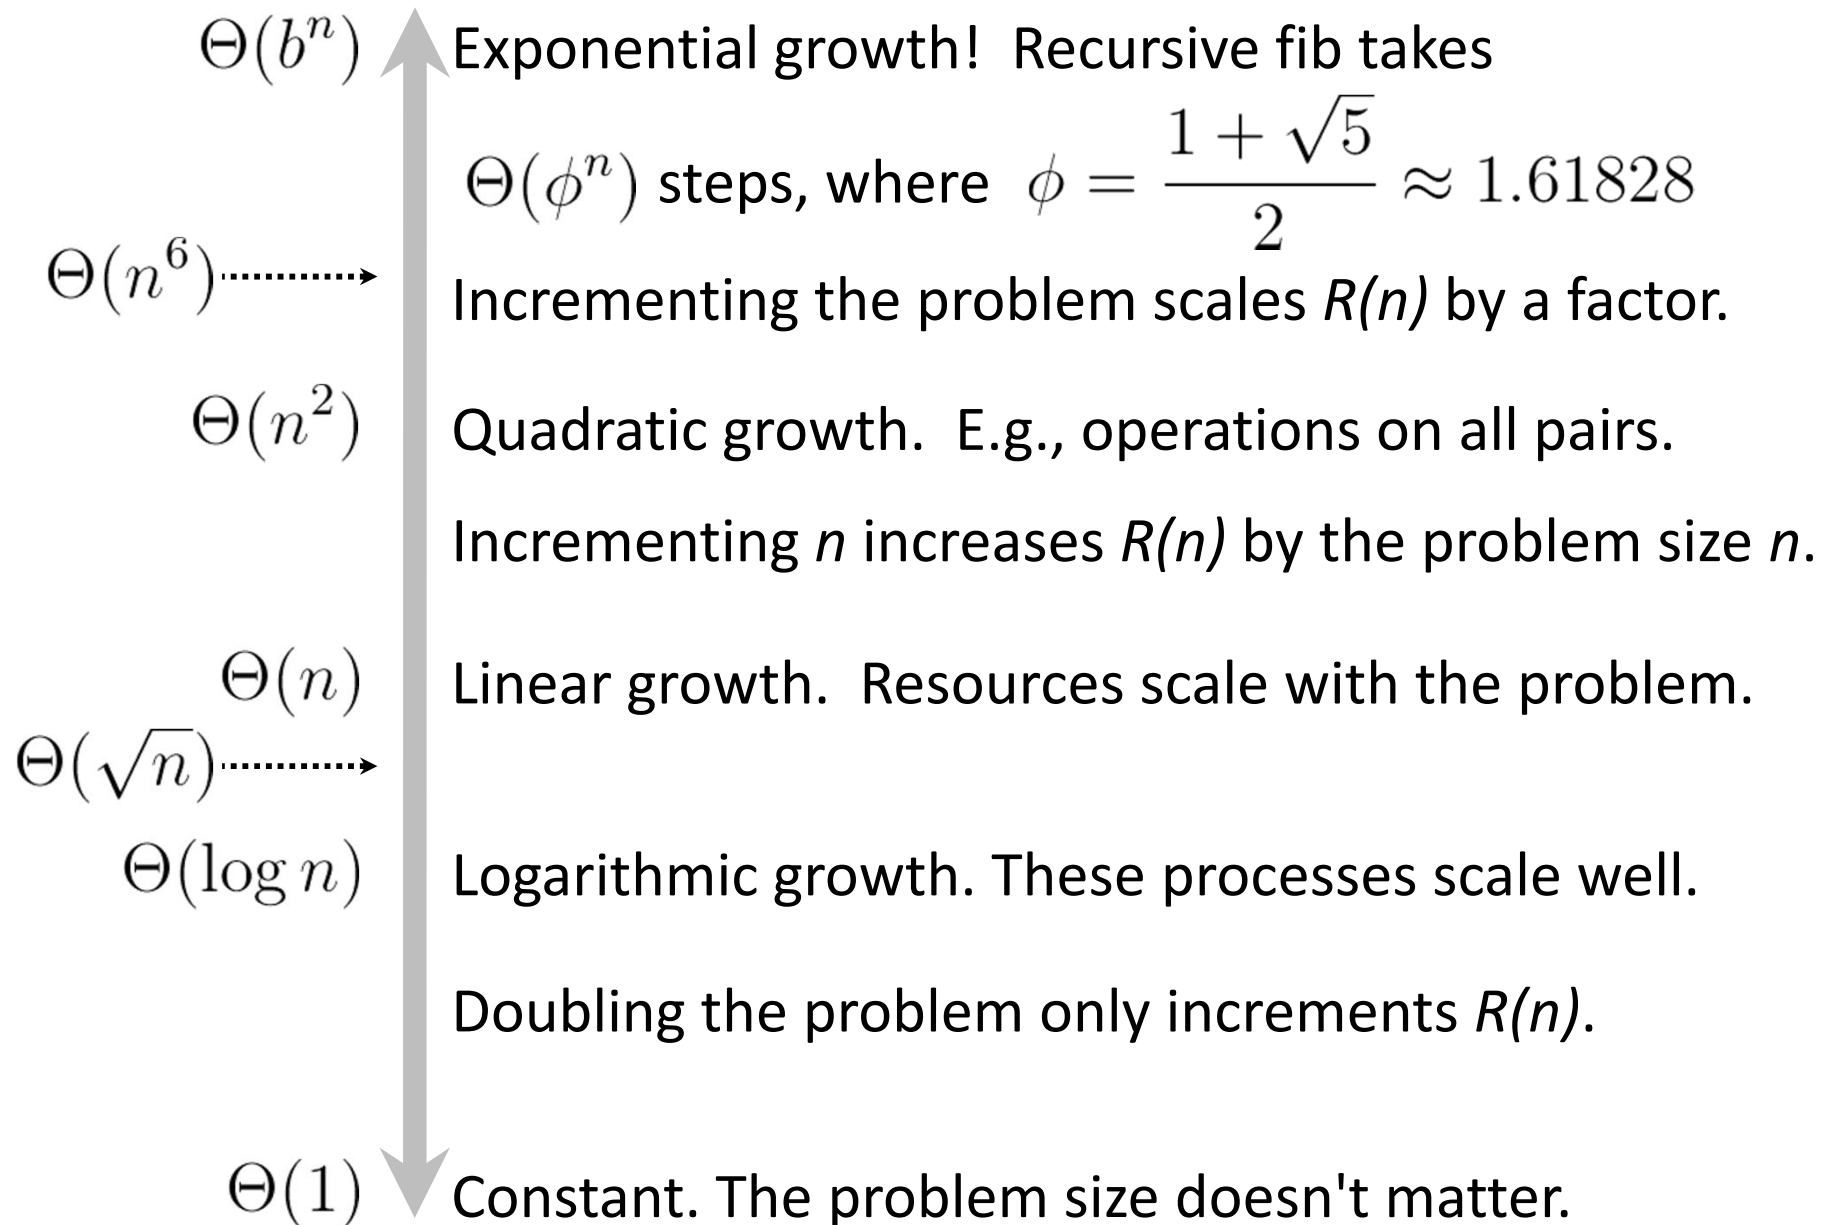 Θ(bⁿ) Exponential growth! Recursive fib takes
Θ(ϕⁿ) steps, where ϕ = (1 + √5)/2 ≈ 1.61828
Θ(n⁶)
Incrementing the problem scales R(n) by a factor.
Θ(n²) Quadratic growth. E.g., operations on all pairs.
Incrementing n increases R(n) by the problem size n.
Θ(n) Linear growth. Resources scale with the problem.
Θ(√n)
Θ(log n) Logarithmic growth. These processes scale well.
Doubling the problem only increments R(n).
Θ(1) Constant. The problem size doesn't matter.